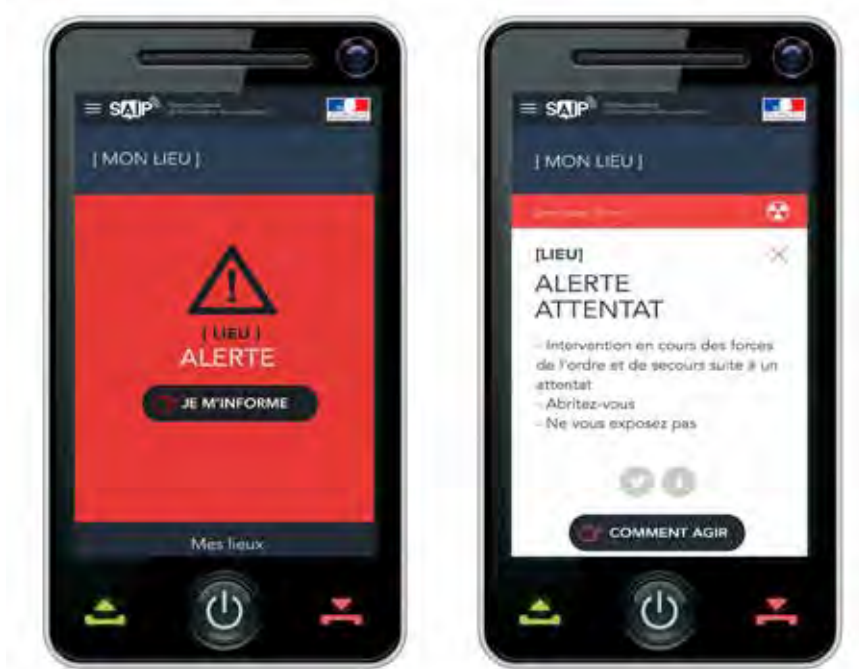 SAIP
[ MON LIEU ]
[ LIEU ]
ALERTE
JE M'INFORME
Mes lieux
SAIP
[ MON LIEU ]
[LIEU]
ALERTE
ATTENTAT
- Intervention en cours des forces
de l'ordre et de secours suite à un
attentat
- Abritez-vous
- Ne vous exposez pas
COMMENT AGIR